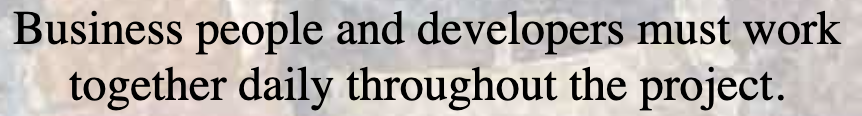 Business people and developers must work
together daily throughout the project.